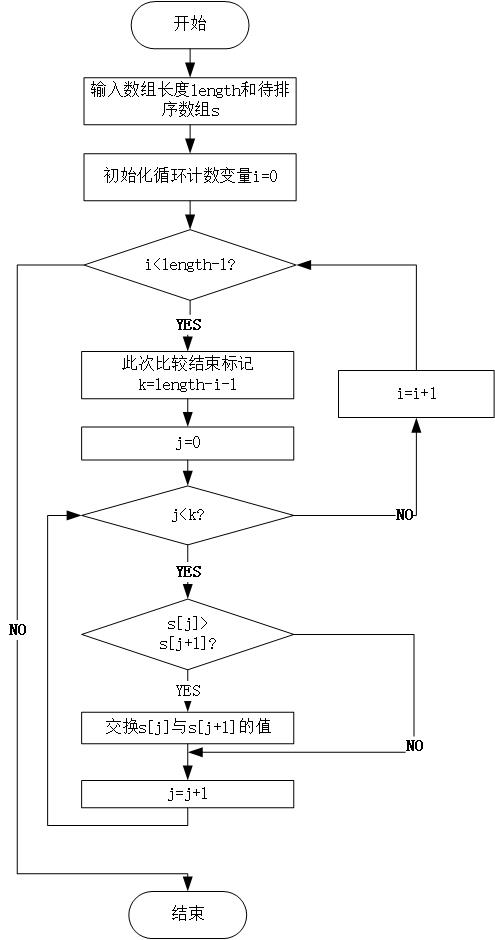 开始
输入数组长度length和待排
序数组s
初始化循环计数变量i=0
i<length-1?
YES
此次比较结束标记
k=length-i-1
i=i+1
j=0
j<k?
NO
YES
s[j]>
s[j+1]?
NO
YES
交换s[j]与s[j+1]的值
NO
j=j+1
结束